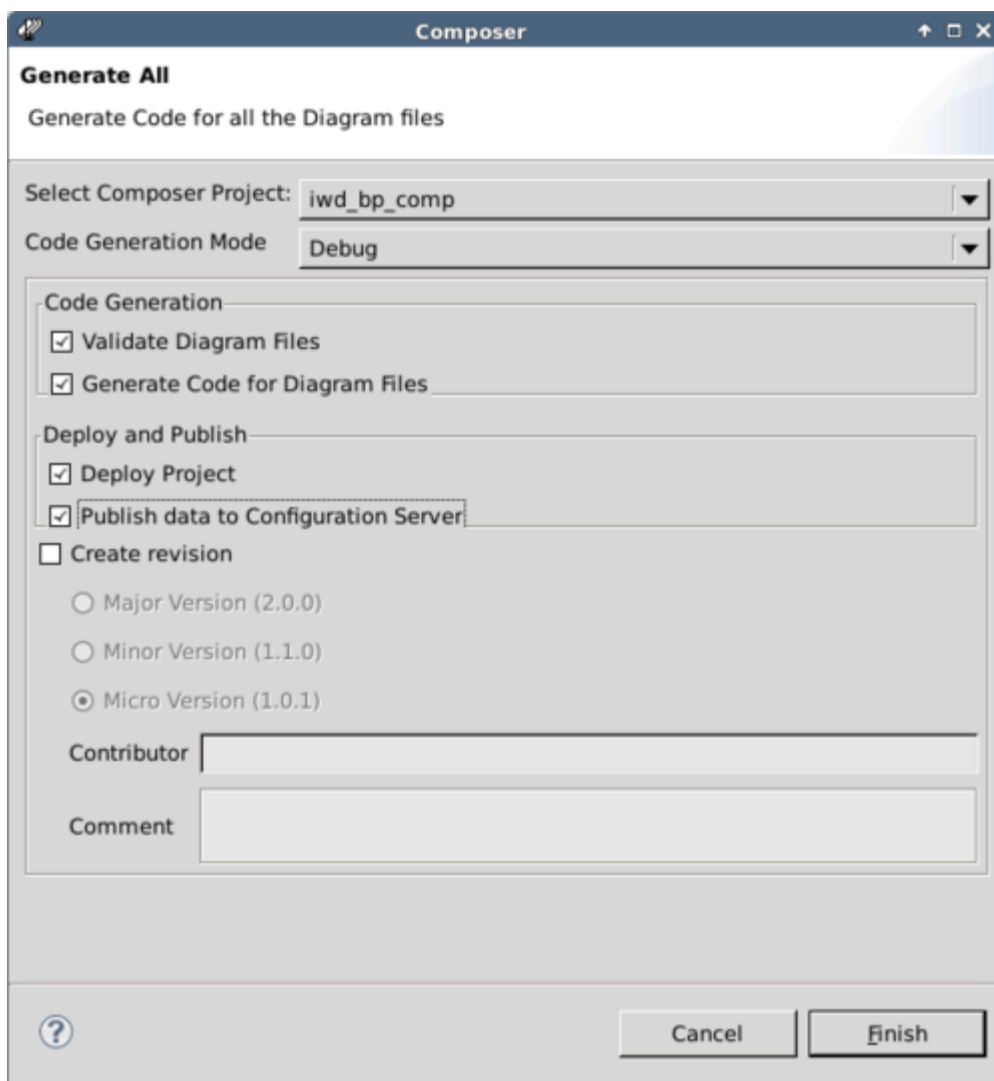 Composer
Generate All
Generate Code for all the Diagram files
Select Composer Project: iwd_bp_comp
Code Generation Mode Debug
Code Generation
Validate Diagram Files
Generate Code for Diagram Files
Deploy and Publish
Deploy Project
Publish data to Configuration Server
Create revision
Major Version (2.0.0)
Minor Version (1.1.0)
Micro Version (1.0.1)
Contributor
Comment
? Cancel Finish